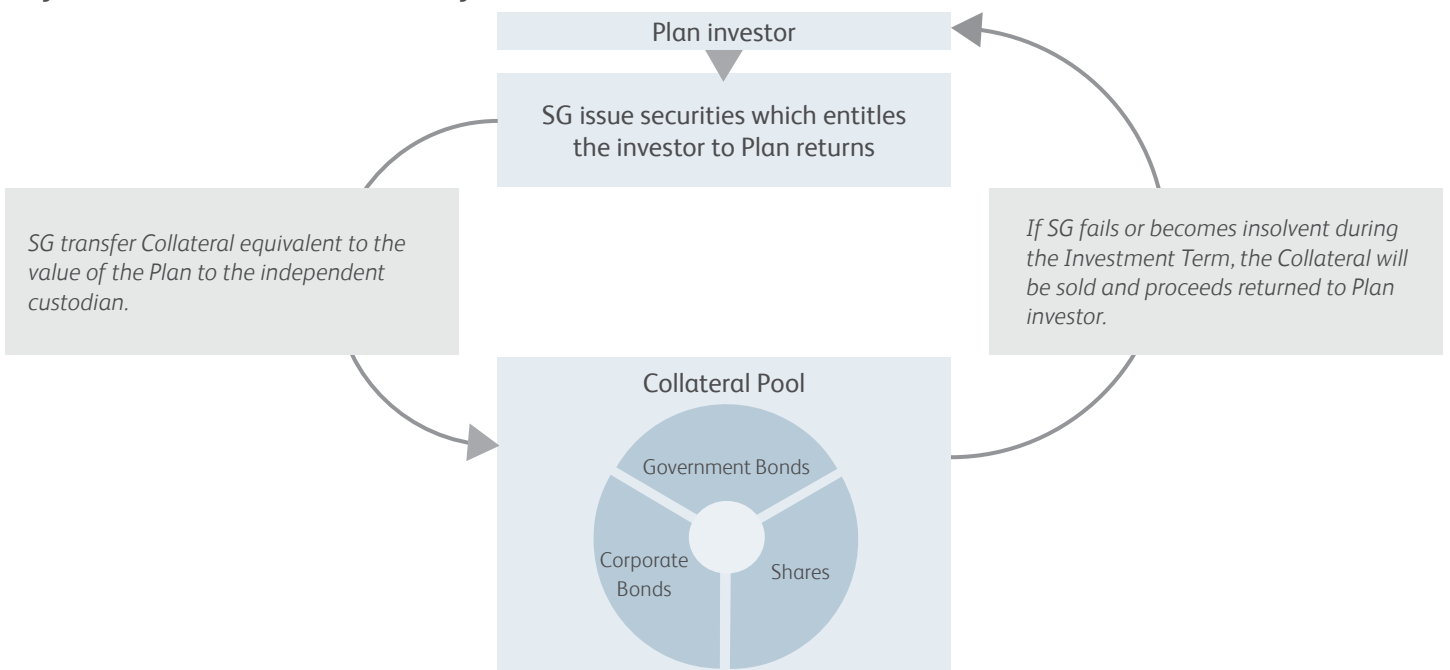 Plan investor
SG issue securities which entitles
the investor to Plan returns
SG transfer Collateral equivalent to the
value of the Plan to the independent
custodian.
If SG fails or becomes insolvent during
the Investment Term, the Collateral will
be sold and proceeds returned to Plan
investor.
Collateral Pool
Government Bonds
Corporate
Bonds
Shares